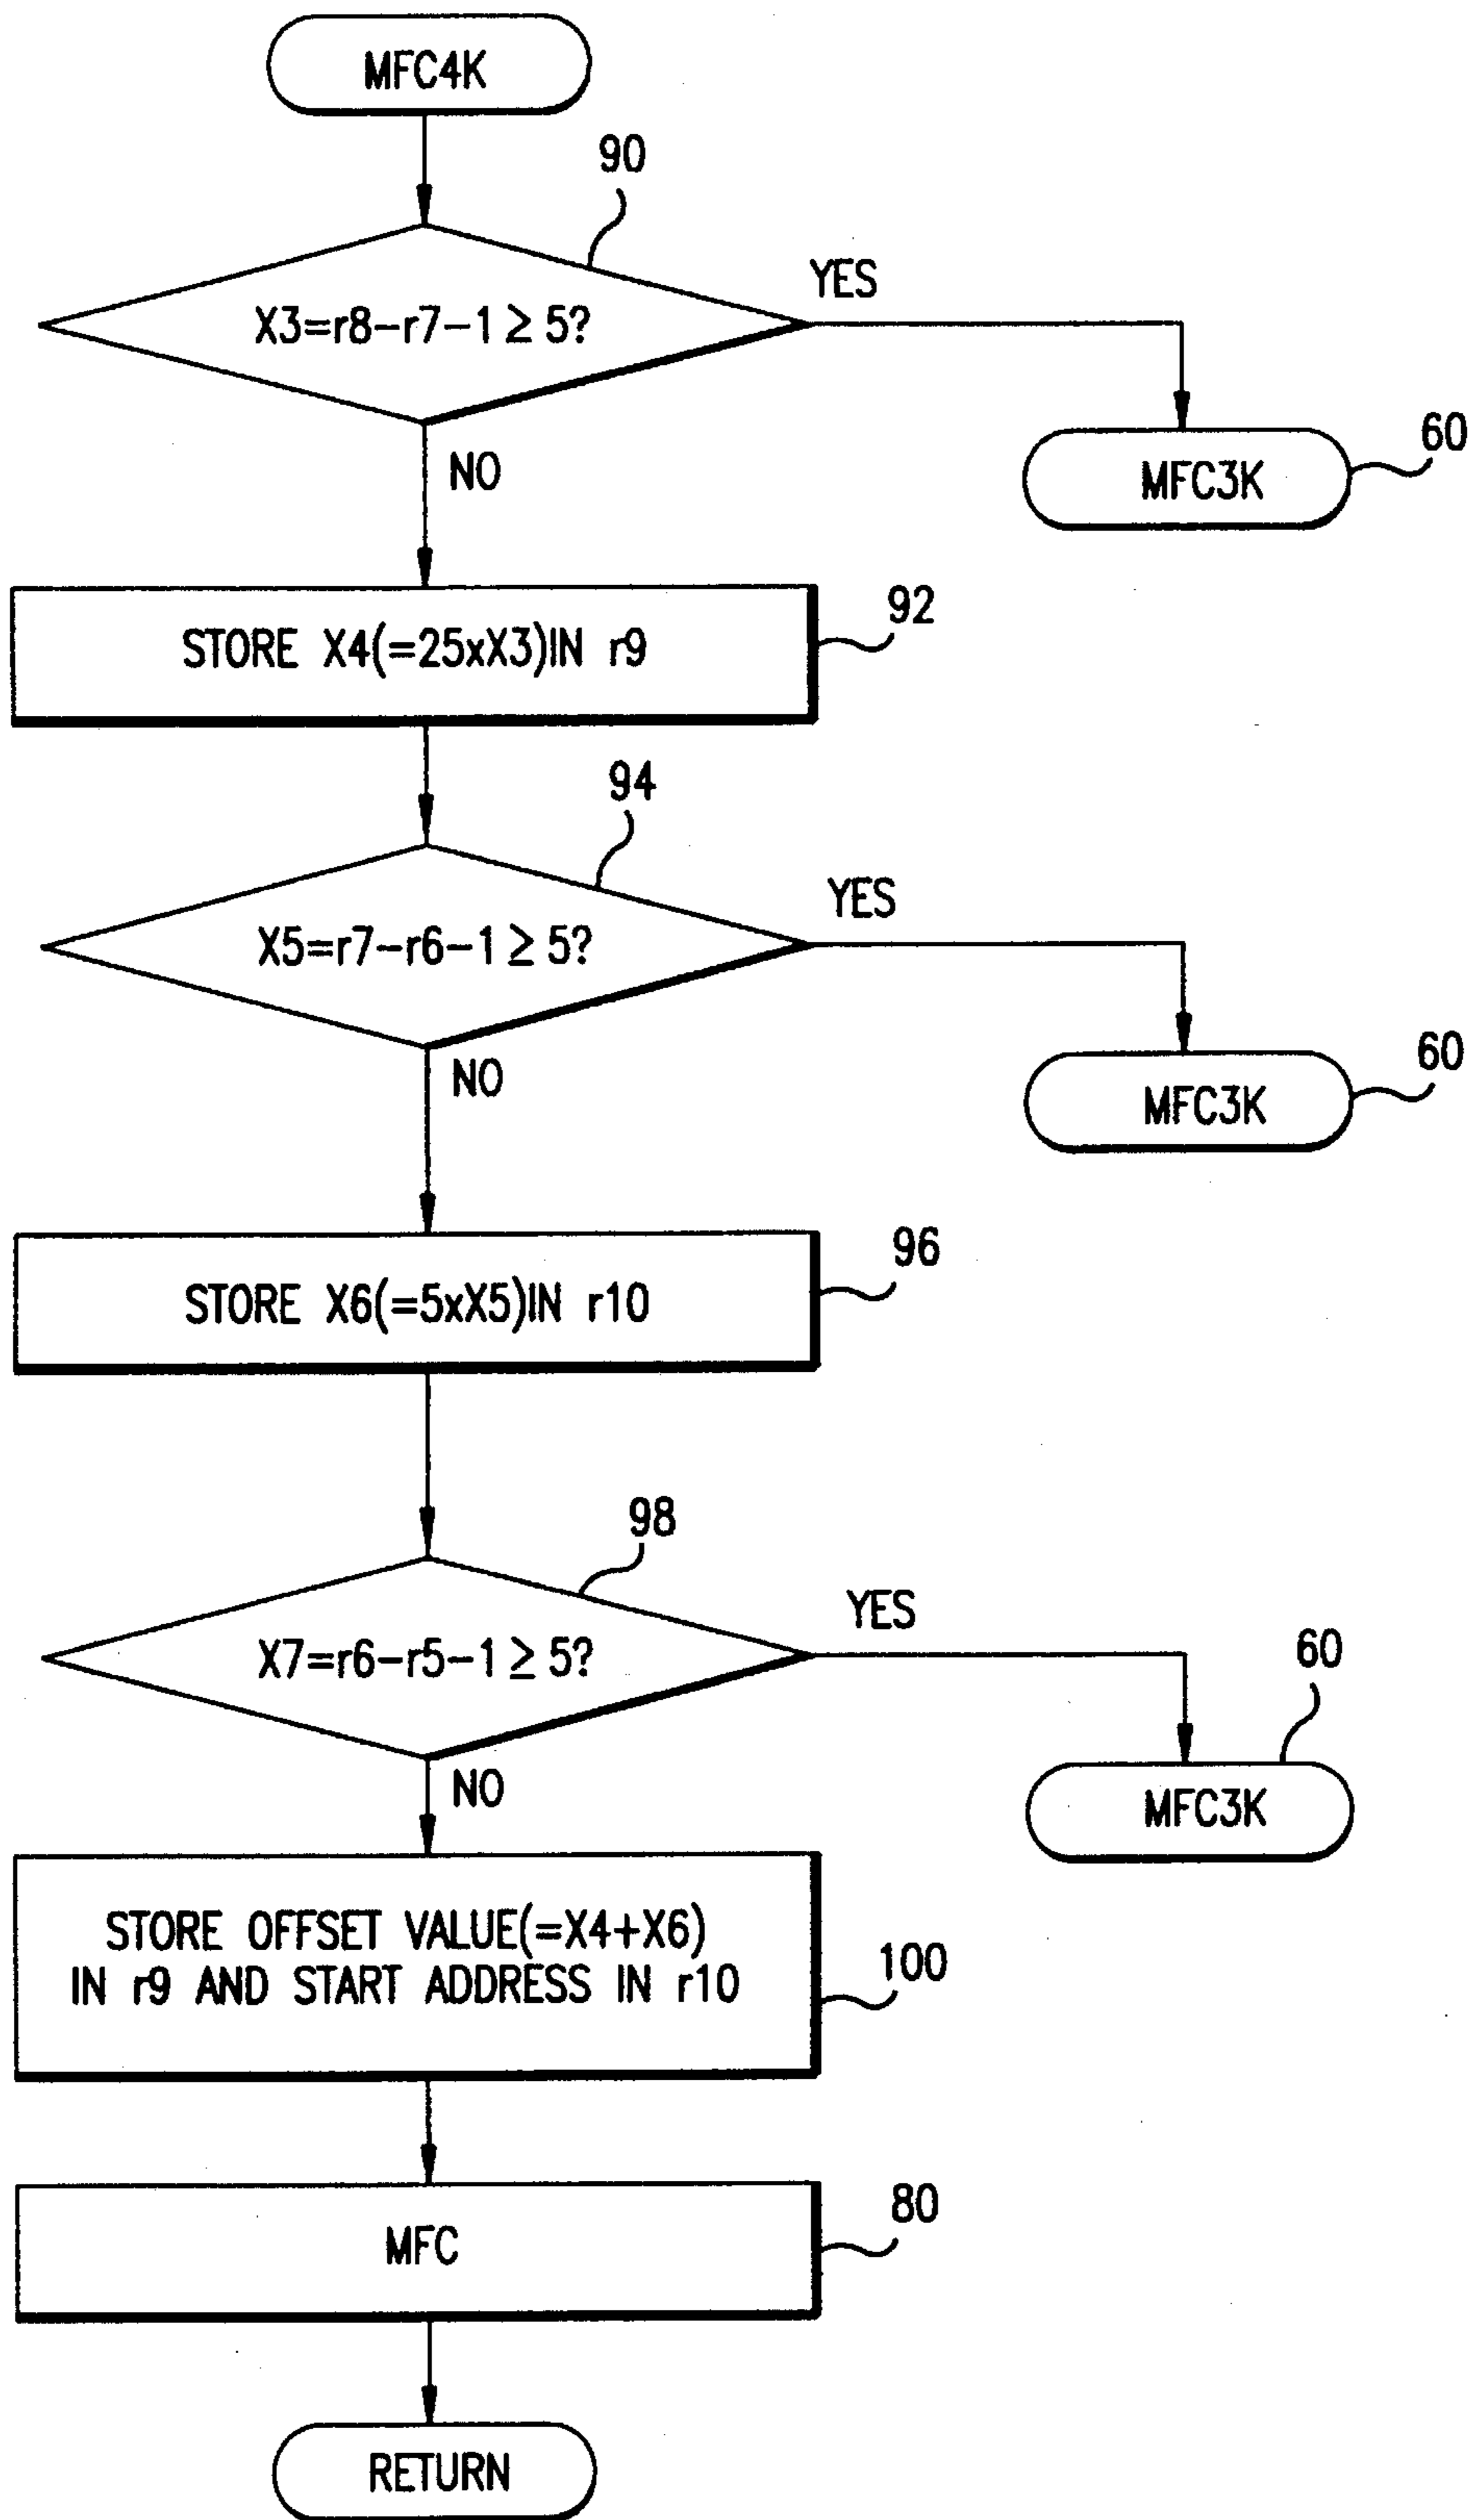 MFC4K
90
X3=r8-r7-1≥5?
YES
60
MFC3K
NO
92
STORE X4(=25xX3)IN r9
94
X5=r7-r6-1≥5?
YES
60
MFC3K
NO
96
STORE X6(=5xX5)IN r10
98
X7=r6-r5-1≥5?
YES
60
MFC3K
NO
STORE OFFSET VALUE(=X4+X6)
IN r9 AND START ADDRESS IN r10
100
80
MFC
RETURN